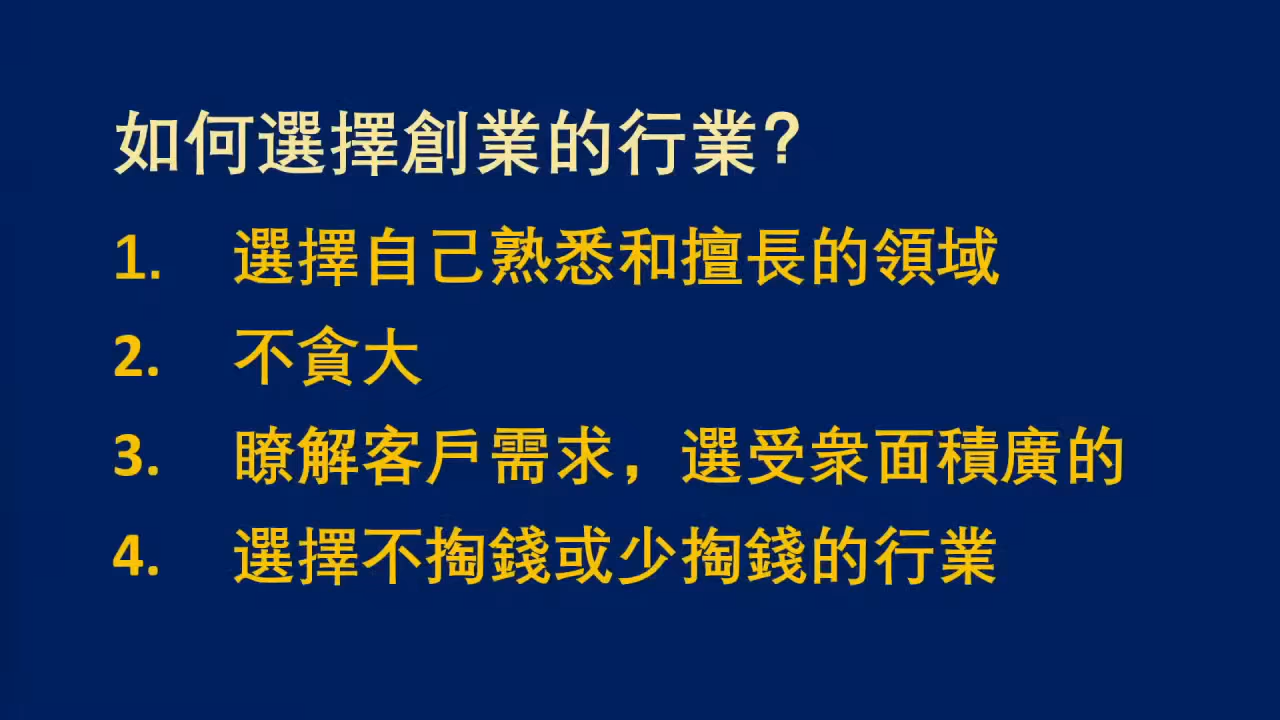 如何選擇創業的行業?
1. 選擇自己熟悉和擅長的領域
2. 不貪大
3. 瞭解客戶需求，選受衆面積廣的
4. 選擇不掏錢或少掏錢的行業